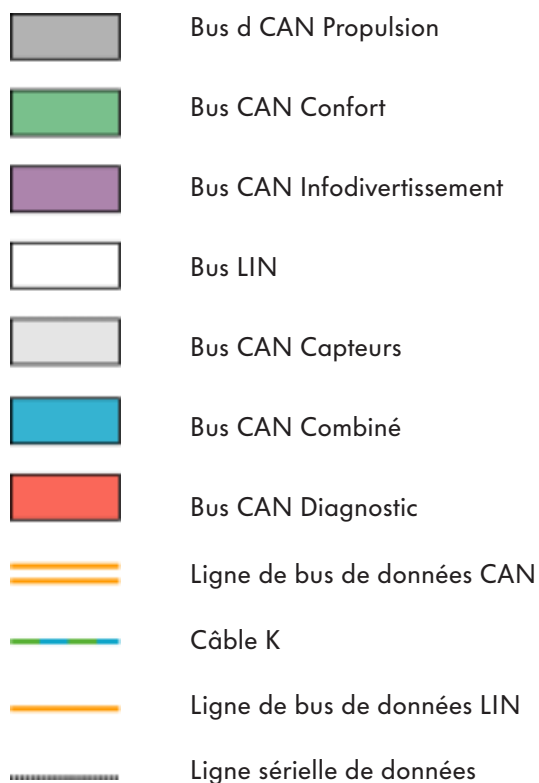 Bus d CAN Propulsion
Bus CAN Confort
Bus CAN Infodivertissement
Bus LIN
Bus CAN Capteurs
Bus CAN Combiné
Bus CAN Diagnostic
Ligne de bus de données CAN
Câble K
Ligne de bus de données LIN
Ligne sérielle de données